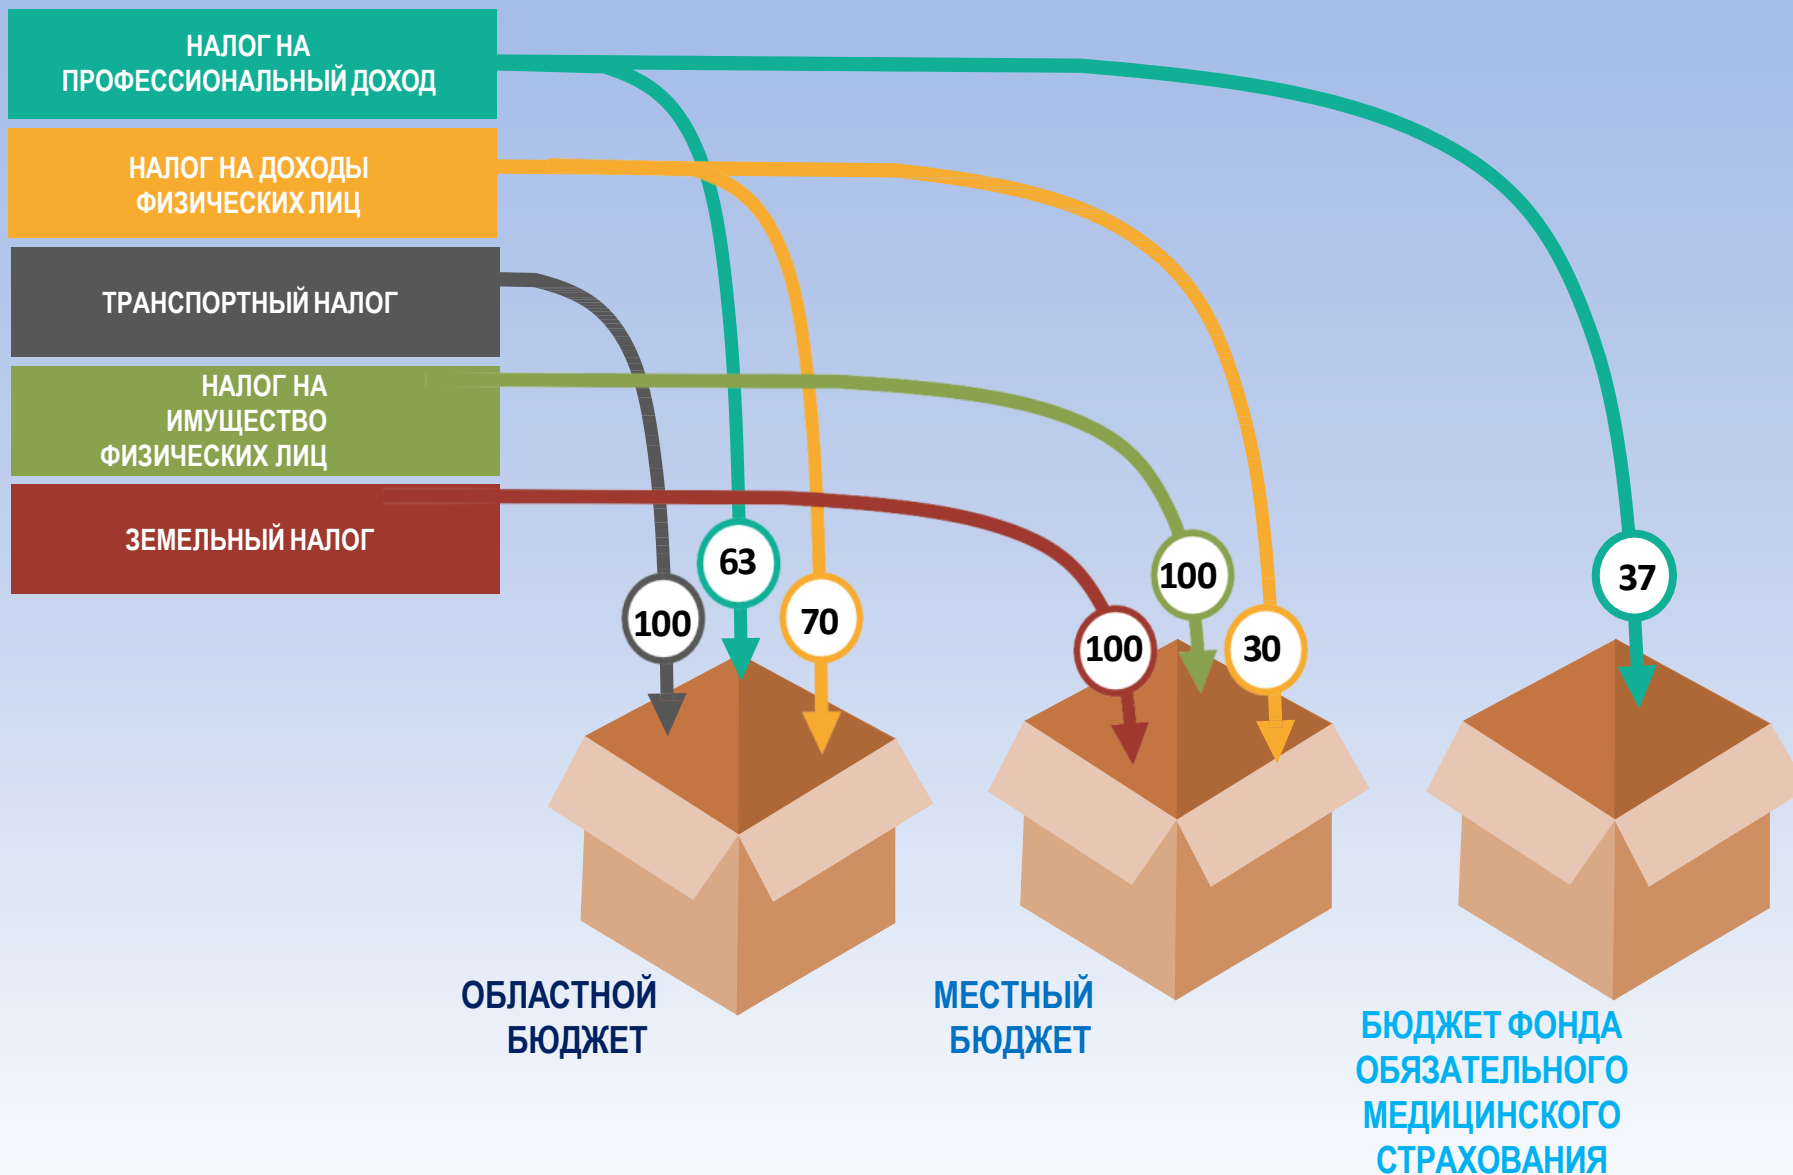 НАЛОГ НА
ПРОФЕССИОНАЛЬНЫЙ ДОХОД
НАЛОГ НА ДОХОДЫ
ФИЗИЧЕСКИХ ЛИЦ
ТРАНСПОРТНЫЙ НАЛОГ
НАЛОГ НА
ИМУЩЕСТВО
ФИЗИЧЕСКИХ ЛИЦ
ЗЕМЕЛЬНЫЙ НАЛОГ
100
63
70
100
100
30
37
ОБЛАСТНОЙ
БЮДЖЕТ
МЕСТНЫЙ
БЮДЖЕТ
БЮДЖЕТ ФОНДА
ОБЯЗАТЕЛЬНОГО
МЕДИЦИНСКОГО
СТРАХОВАНИЯ